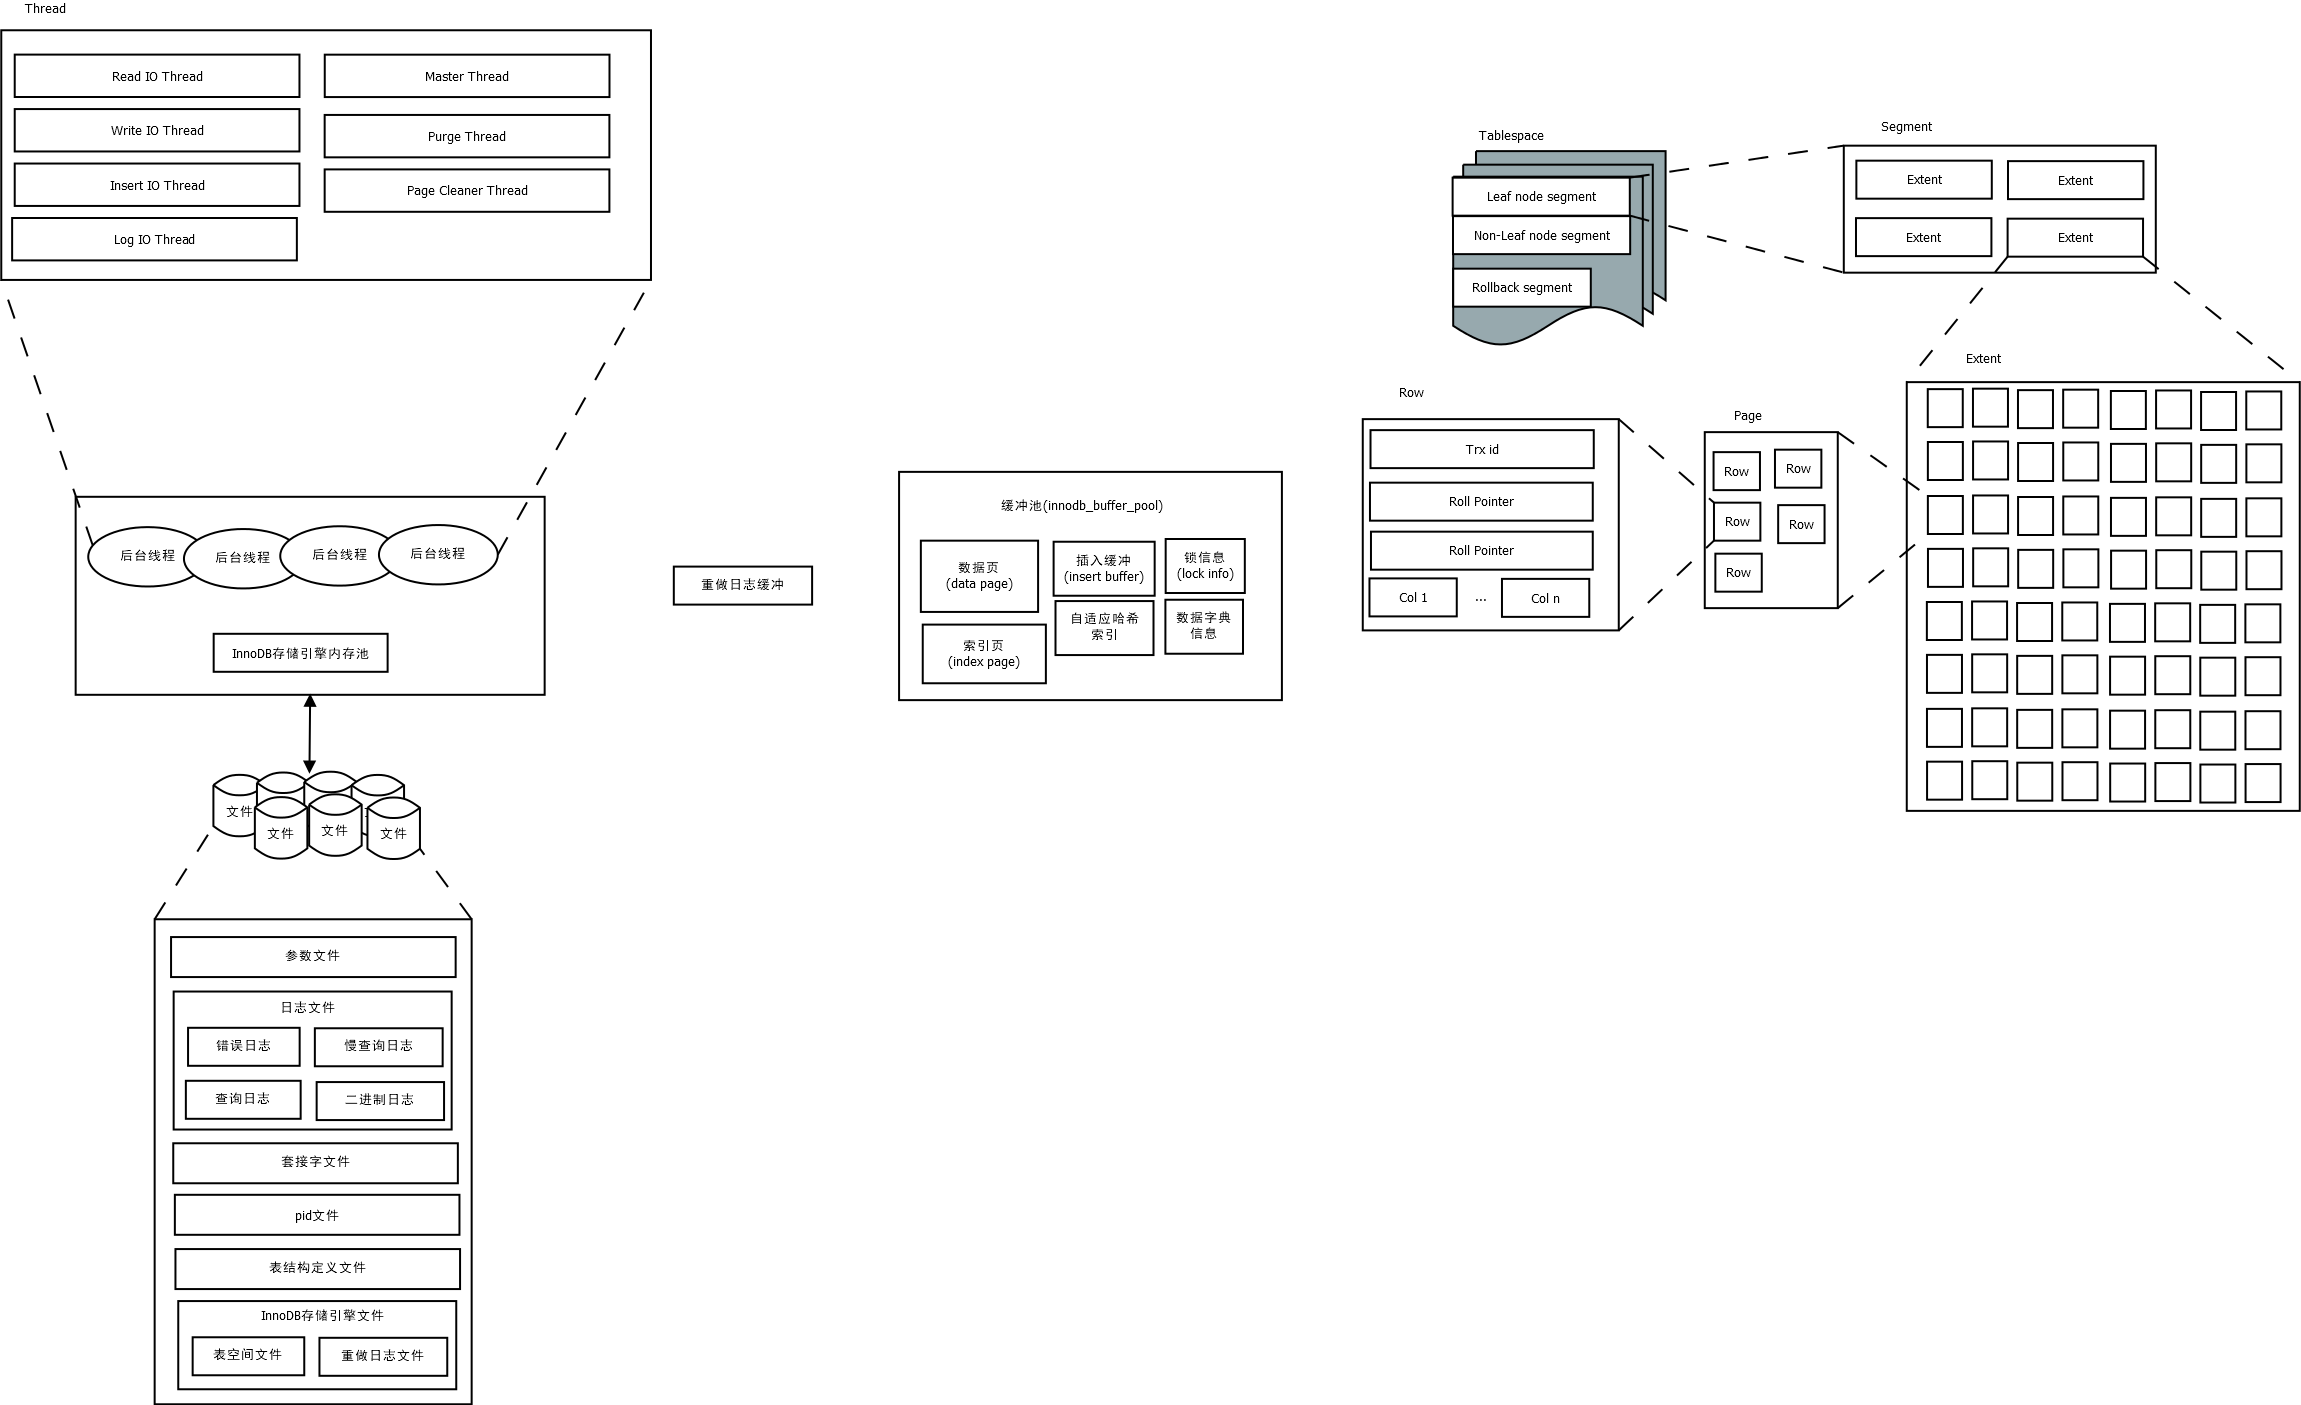 Thread
Read IO Thread
Master Thread
Write IO Thread
Purge Thread
Insert IO Thread
Page Cleaner Thread
Log IO Thread
后台线程
后台线程
后台线程
后台线程
InnoDB存储引擎内存池
文件
文件
文件
文件
参数文件
日志文件
错误日志
慢查询日志
查询日志
二进制日志
套接字文件
pid文件
表结构定义文件
InnoDB存储引擎文件
表空间文件
重做日志文件
重做日志缓冲
缓冲池(innodb_buffer_pool)
数据页
(data page)
插入缓冲
(insert buffer)
锁信息
(lock info)
索引页
(index page)
自适应哈希
索引
数据字典
信息
Tablespace
Leaf node segment
Non-Leaf node segment
Rollback segment
Segment
Extent
Extent
Extent
Extent
Extent
Page
Row
Row
Row
Row
Row
Row
Trx id
Roll Pointer
Roll Pointer
Col 1
...
Col n